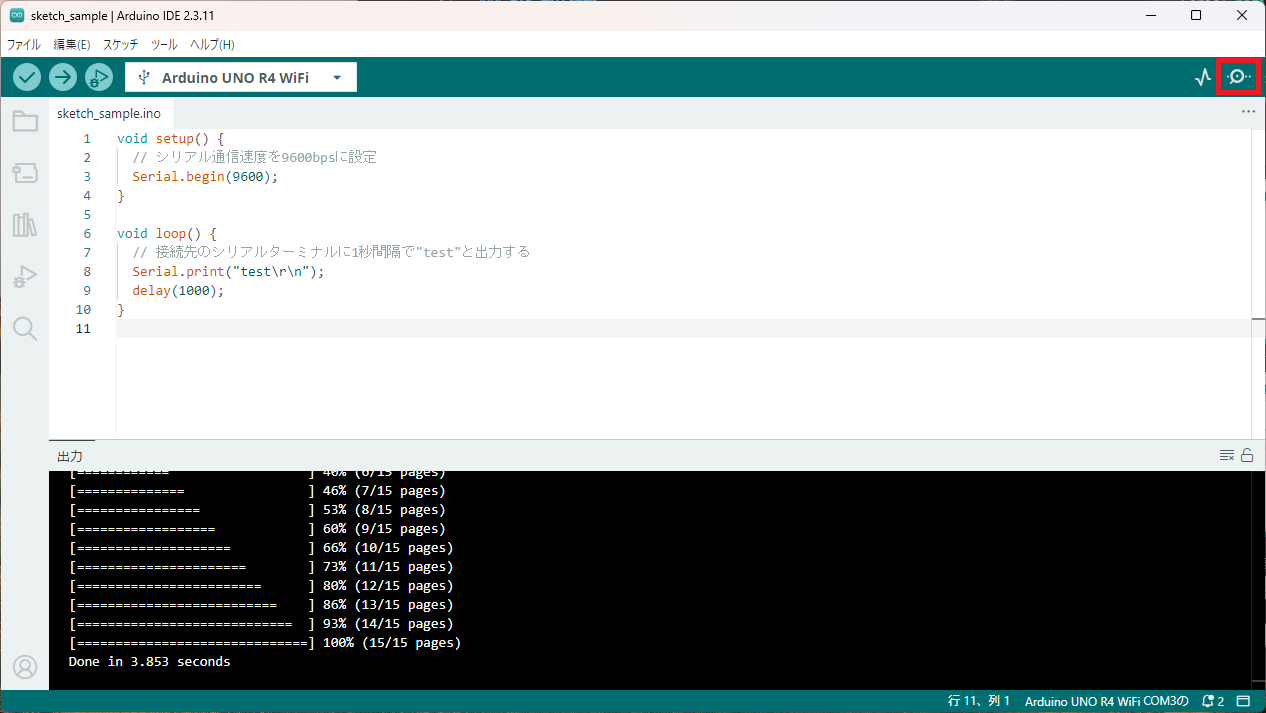 sketch_sample | Arduino IDE 2.3.11
ファイル 編集(E) スケッチ ツール ヘルプ(H)
Arduino UNO R4 WiFi
sketch_sample.ino
1 void setup() {
2 // シリアル通信速度を9600bpsに設定
3 Serial.begin(9600);
4 }
5
6 void loop() {
7 // 接続先のシリアルターミナルに1秒間隔で"test"と出力する
8 Serial.print("test\r\n");
9 delay(1000);
10 }
11
出力
[============ ] 40% (6/15 pages)
[============== ] 46% (7/15 pages)
[================ ] 53% (8/15 pages)
[================== ] 60% (9/15 pages)
[==================== ] 66% (10/15 pages)
[====================== ] 73% (11/15 pages)
[======================== ] 80% (12/15 pages)
[========================== ] 86% (13/15 pages)
[============================ ] 93% (14/15 pages)
[==============================] 100% (15/15 pages)
Done in 3.853 seconds
行 11、列 1 Arduino UNO R4 WiFi COM3の 2